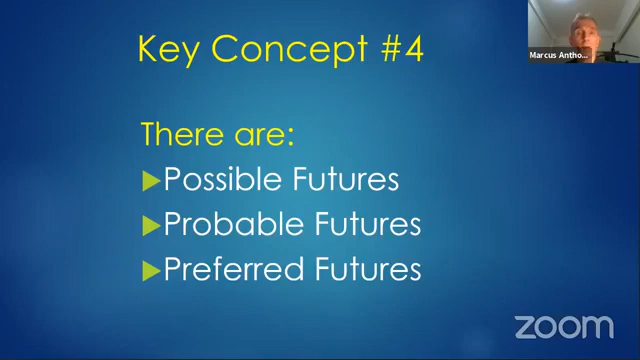 Key Concept #4
Marcus Antho...
There are:
Possible Futures
Probable Futures
Preferred Futures
zoom